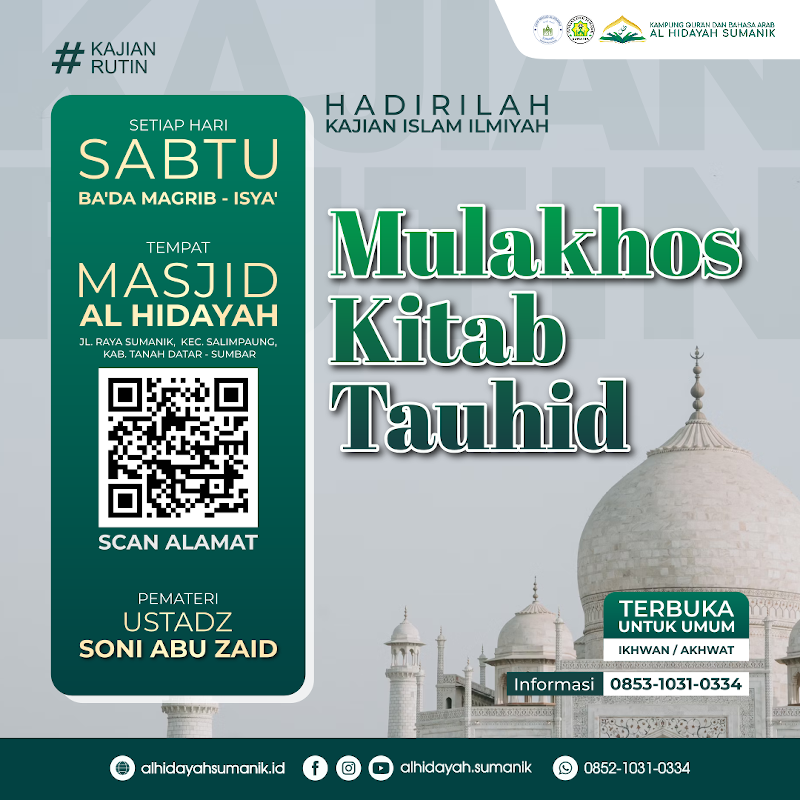 KAMPUNG QURAN DAN BAHASA ARAB
AL HIDAYAH SUMANIK
# KAJIAN
RUTIN
HADIRILAH
KAJIAN ISLAM ILMIYAH
SETIAP HARI
SABTU
BA'DA MAGRIB - ISYA'
TEMPAT
MASJID
AL HIDAYAH
JL. RAYA SUMANIK, KEC. SALIMPAUNG,
KAB. TANAH DATAR - SUMBAR
SCAN ALAMAT
PEMATERI
USTADZ
SONI ABU ZAID
Mulakhos
Kitab
Tauhid
TERBUKA
UNTUK UMUM
IKHWAN / AKHWAT
Informasi 0853-1031-0334
alhidayahsumanik.id alhidayah.sumanik 0852-1031-0334
KAJIAN
RUTIN